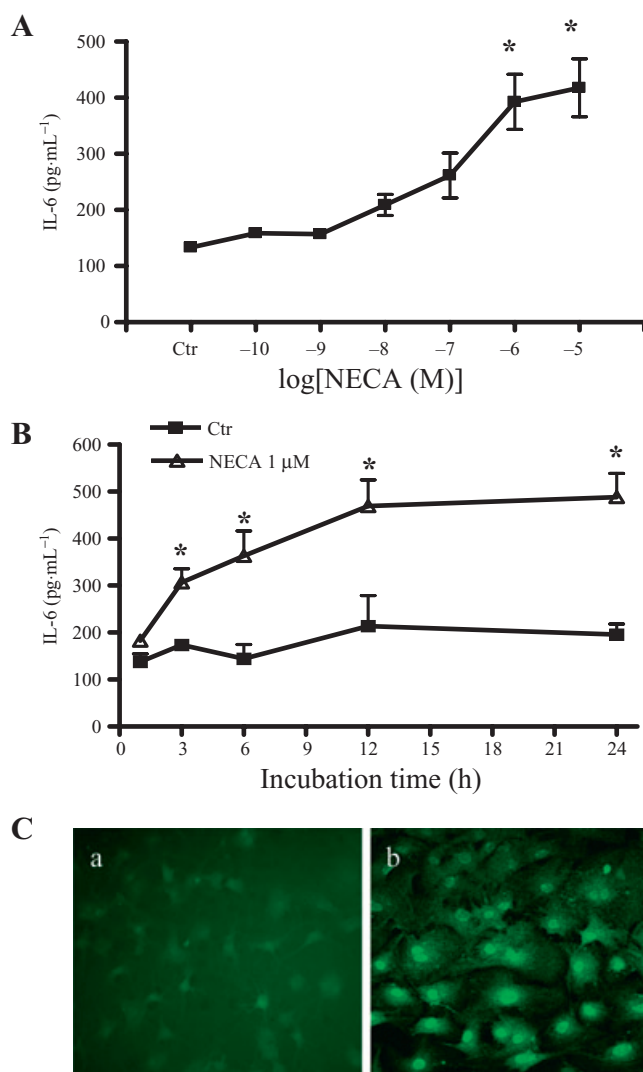 A
500
* *
400
300
200
100
0
IL-6 (pg·mL⁻¹)
Ctr –10 –9 –8 –7 –6 –5
log[NECA (M)]
B
Ctr
NECA 1 µM
600
500
400
300
200
100
0
* * * *
IL-6 (pg·mL⁻¹)
0 3 6 9 12 15 18 21 24
Incubation time (h)
C
a b